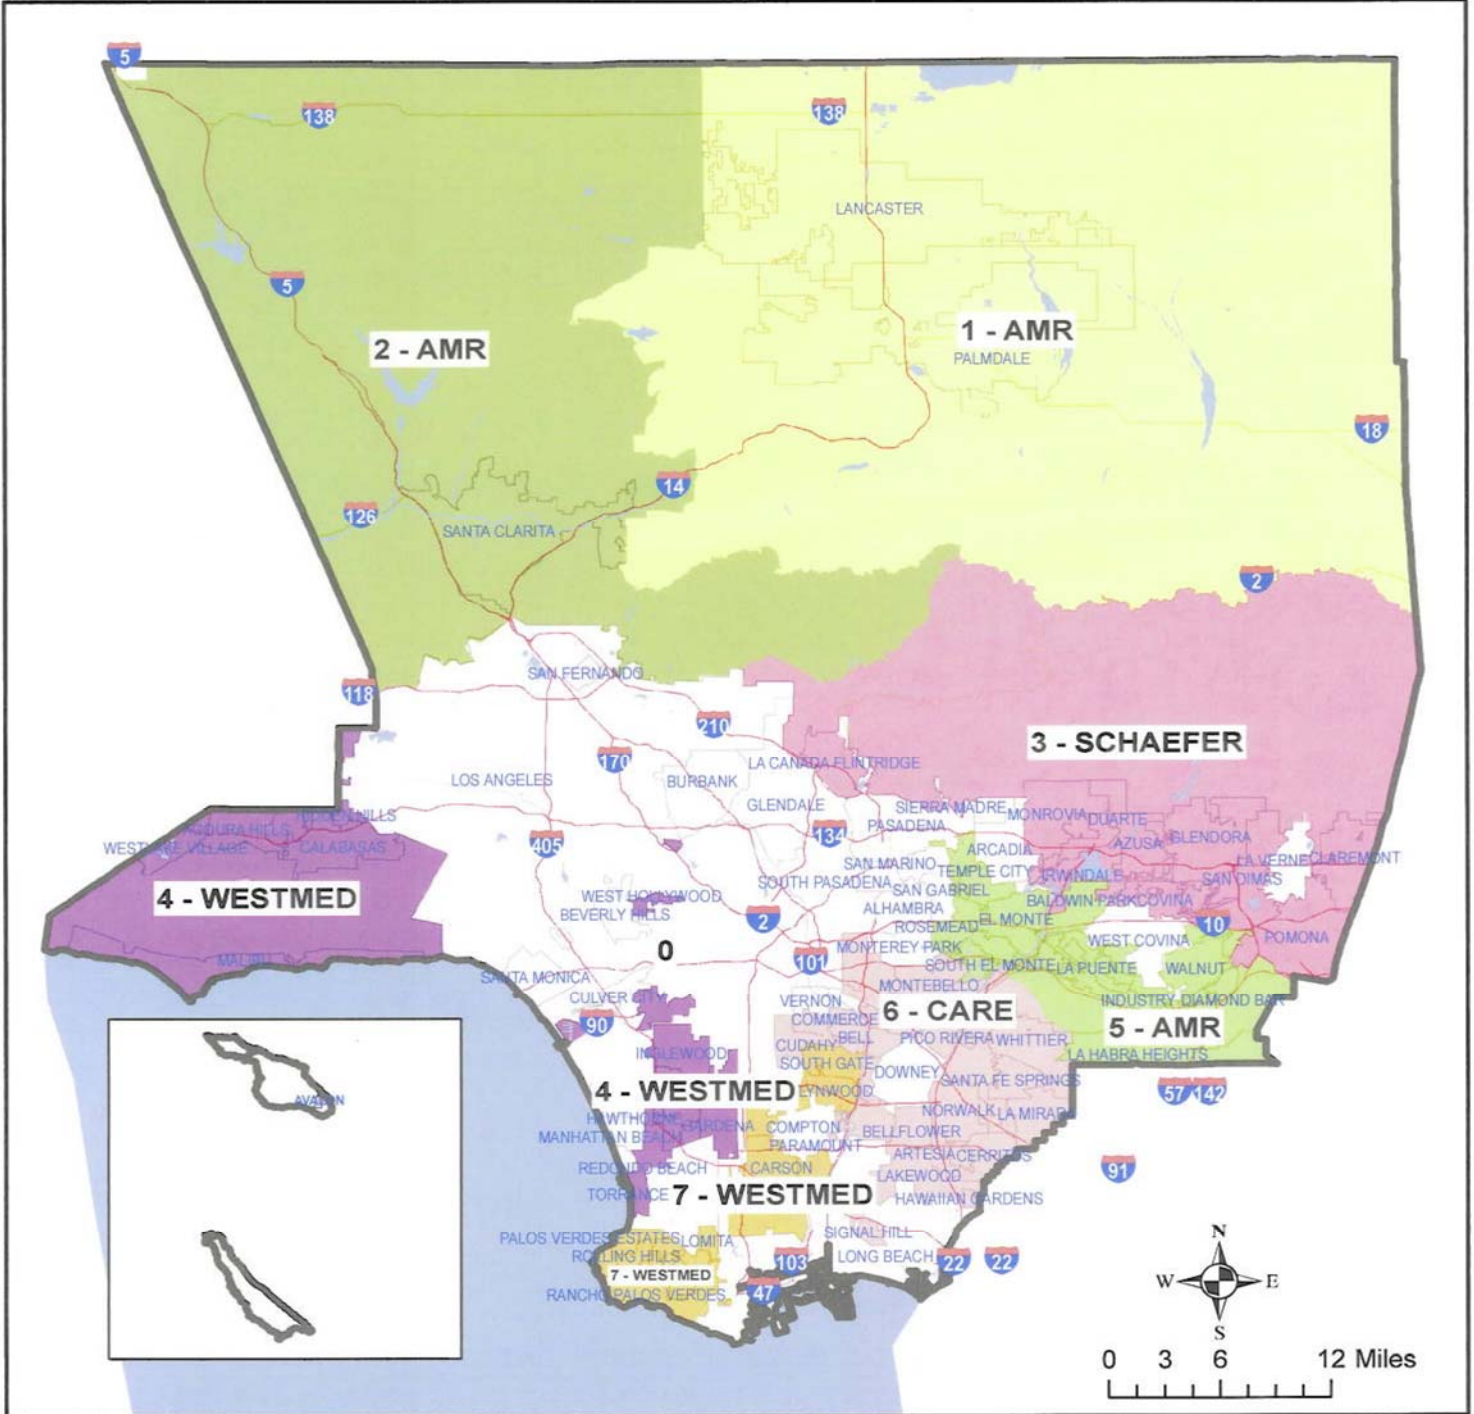 5
138
138
LANCASTER
5
2 - AMR
1 - AMR
PALMDALE
18
14
126
SANTA CLARITA
2
SAN FERNANDO
118
210
3 - SCHAEFER
170
LA CANADA FLINTRIDGE
LOS ANGELES
BURBANK
GLENDALE
SIERRA MADRE
MONROVIA
DUARTE
HIDDEN HILLS
PASADENA
134
AGOURA HILLS
AZUSA
GLENDORA
405
WESTLAKE VILLAGE
CALABASAS
ARCADIA
SAN MARINO
TEMPLE CITY
IRWINDALE
LA VERNE
CLAREMONT
SAN DIMAS
SOUTH PASADENA
SAN GABRIEL
4 - WESTMED
WEST HOLLYWOOD
BALDWIN PARK
COVINA
BEVERLY HILLS
2
ALHAMBRA
EL MONTE
10
ROSEMEAD
0
MONTEREY PARK
WEST COVINA
POMONA
MALIBU
101
SOUTH EL MONTE
LA PUENTE
WALNUT
SANTA MONICA
MONTEBELLO
CULVER CITY
VERNON
INDUSTRY
DIAMOND BAR
6 - CARE
90
COMMERCE
5 - AMR
BELL
PICO RIVERA
WHITTIER
CUDAHY
INGLEWOOD
SOUTH GATE
LA HABRA HEIGHTS
DOWNEY
SANTA FE SPRINGS
4 - WESTMED
LYNWOOD
57
142
AVALON
NORWALK
LA MIRADA
HAWTHORNE
GARDENA
COMPTON
BELLFLOWER
MANHATTAN BEACH
PARAMOUNT
ARTESIA
CERRITOS
91
REDONDO BEACH
CARSON
LAKEWOOD
TORRANCE
7 - WESTMED
HAWAIIAN GARDENS
PALOS VERDES ESTATES
LOMITA
SIGNAL HILL
ROLLING HILLS
LONG BEACH
103
22
22
7 - WESTMED
RANCHO PALOS VERDES
47
N
W
E
S
0 3 6 12 Miles